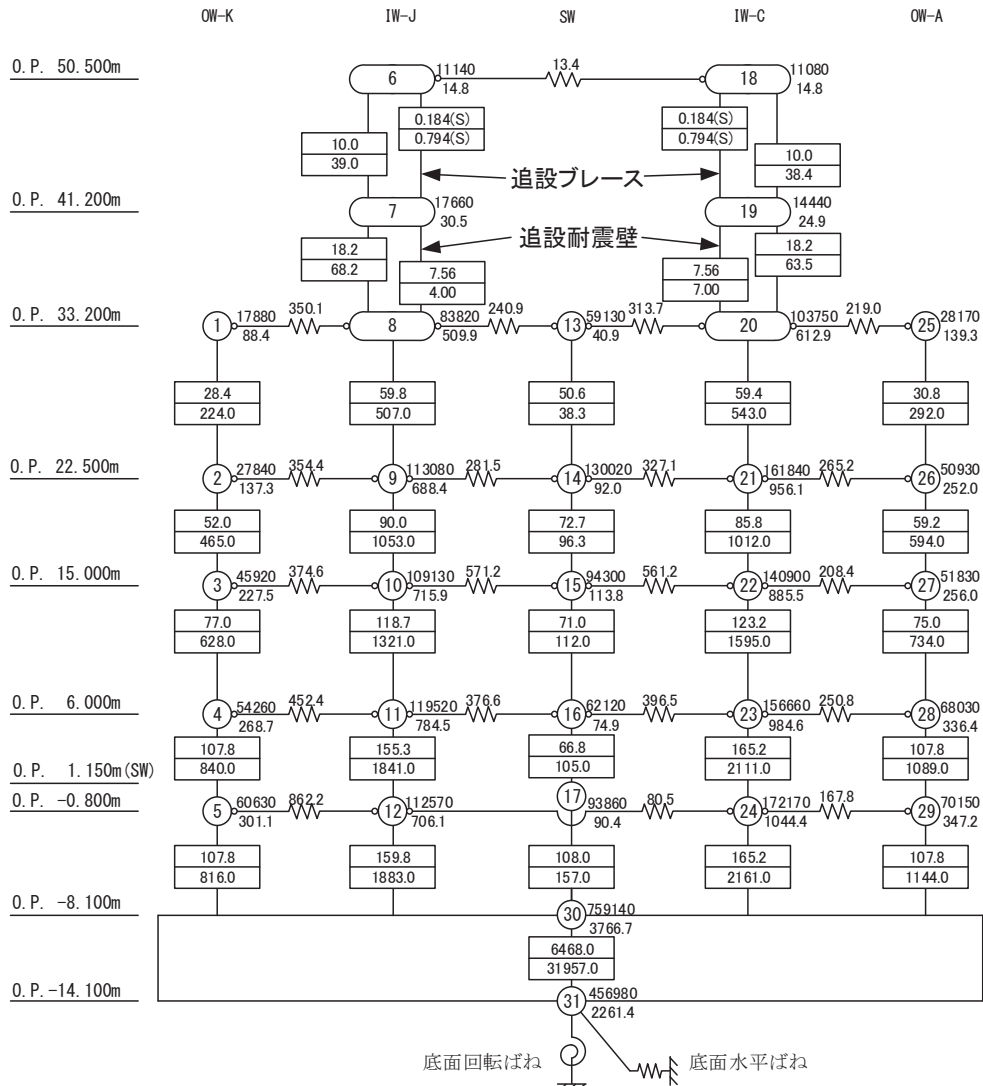 OW-K IW-J SW IW-C OW-A
O.P. 50.500m 6 11140 13.4 18 11080
14.8 14.8
0.184(S) 0.184(S)
10.0 0.794(S) 0.794(S) 10.0
39.0 追設ブレース 38.4
O.P. 41.200m 7 17660 19 14440
30.5 24.9
18.2 追設耐震壁 18.2
68.2 7.56 7.56 63.5
4.00 7.00
O.P. 33.200m 1 17880 350.1 8 83820 240.9 13 59130 313.7 20 103750 219.0 25 28170
88.4 509.9 40.9 612.9 139.3
28.4 59.8 50.6 59.4 30.8
224.0 507.0 38.3 543.0 292.0
O.P. 22.500m 2 27840 354.4 9 113080 281.5 14 130020 327.1 21 161840 265.2 26 50930
137.3 688.4 92.0 956.1 252.0
52.0 90.0 72.7 85.8 59.2
465.0 1053.0 96.3 1012.0 594.0
O.P. 15.000m 3 45920 374.6 10 109130 571.2 15 94300 561.2 22 140900 208.4 27 51830
227.5 715.9 113.8 885.5 256.0
77.0 118.7 71.0 123.2 75.0
628.0 1321.0 112.0 1595.0 734.0
O.P. 6.000m 4 54260 452.4 11 119520 376.6 16 62120 396.5 23 156660 250.8 28 68030
268.7 784.5 74.9 984.6 336.4
107.8 155.3 66.8 165.2 107.8
840.0 1841.0 105.0 2111.0 1089.0
O.P. 1.150m(SW) 17
O.P. -0.800m 5 60630 862.2 12 112570 93860 80.5 24 172170 167.8 29 70150
301.1 706.1 90.4 1044.4 347.2
107.8 159.8 108.0 165.2 107.8
816.0 1883.0 157.0 2161.0 1144.0
O.P. -8.100m 30 759140
3766.7
6468.0
31957.0
O.P.-14.100m 31 456980
2261.4
底面回転ばね 底面水平ばね